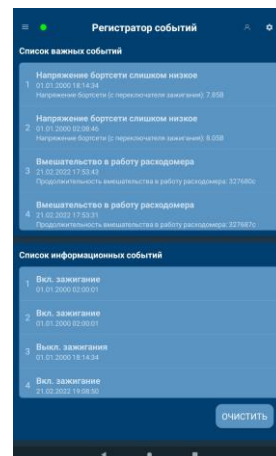 Регистратор событий
Список важных событий
1 Напряжение бортсети слишком низкое
01.01.2000 18:14:34
Напряжение бортсети (с переключателя зажигания): 7.85В
2 Напряжение бортсети слишком низкое
01.01.2000 02:08:46
Напряжение бортсети (с переключателя зажигания): 8.05В
3 Вмешательство в работу расходомера
21.02.2022 17:53:43
Продолжительность вмешательства в работу расходомера: 327680с
4 Вмешательство в работу расходомера
21.02.2022 17:53:31
Продолжительность вмешательства в работу расходомера: 327687с
Список информационных событий
1 Вкл. зажигание
01.01.2000 02:00:01
2 Вкл. зажигание
01.01.2000 02:00:01
3 Выкл. зажигания
01.01.2000 18:14:34
4 Вкл. зажигание
21.02.2022 19:08:50
ОЧИСТИТЬ